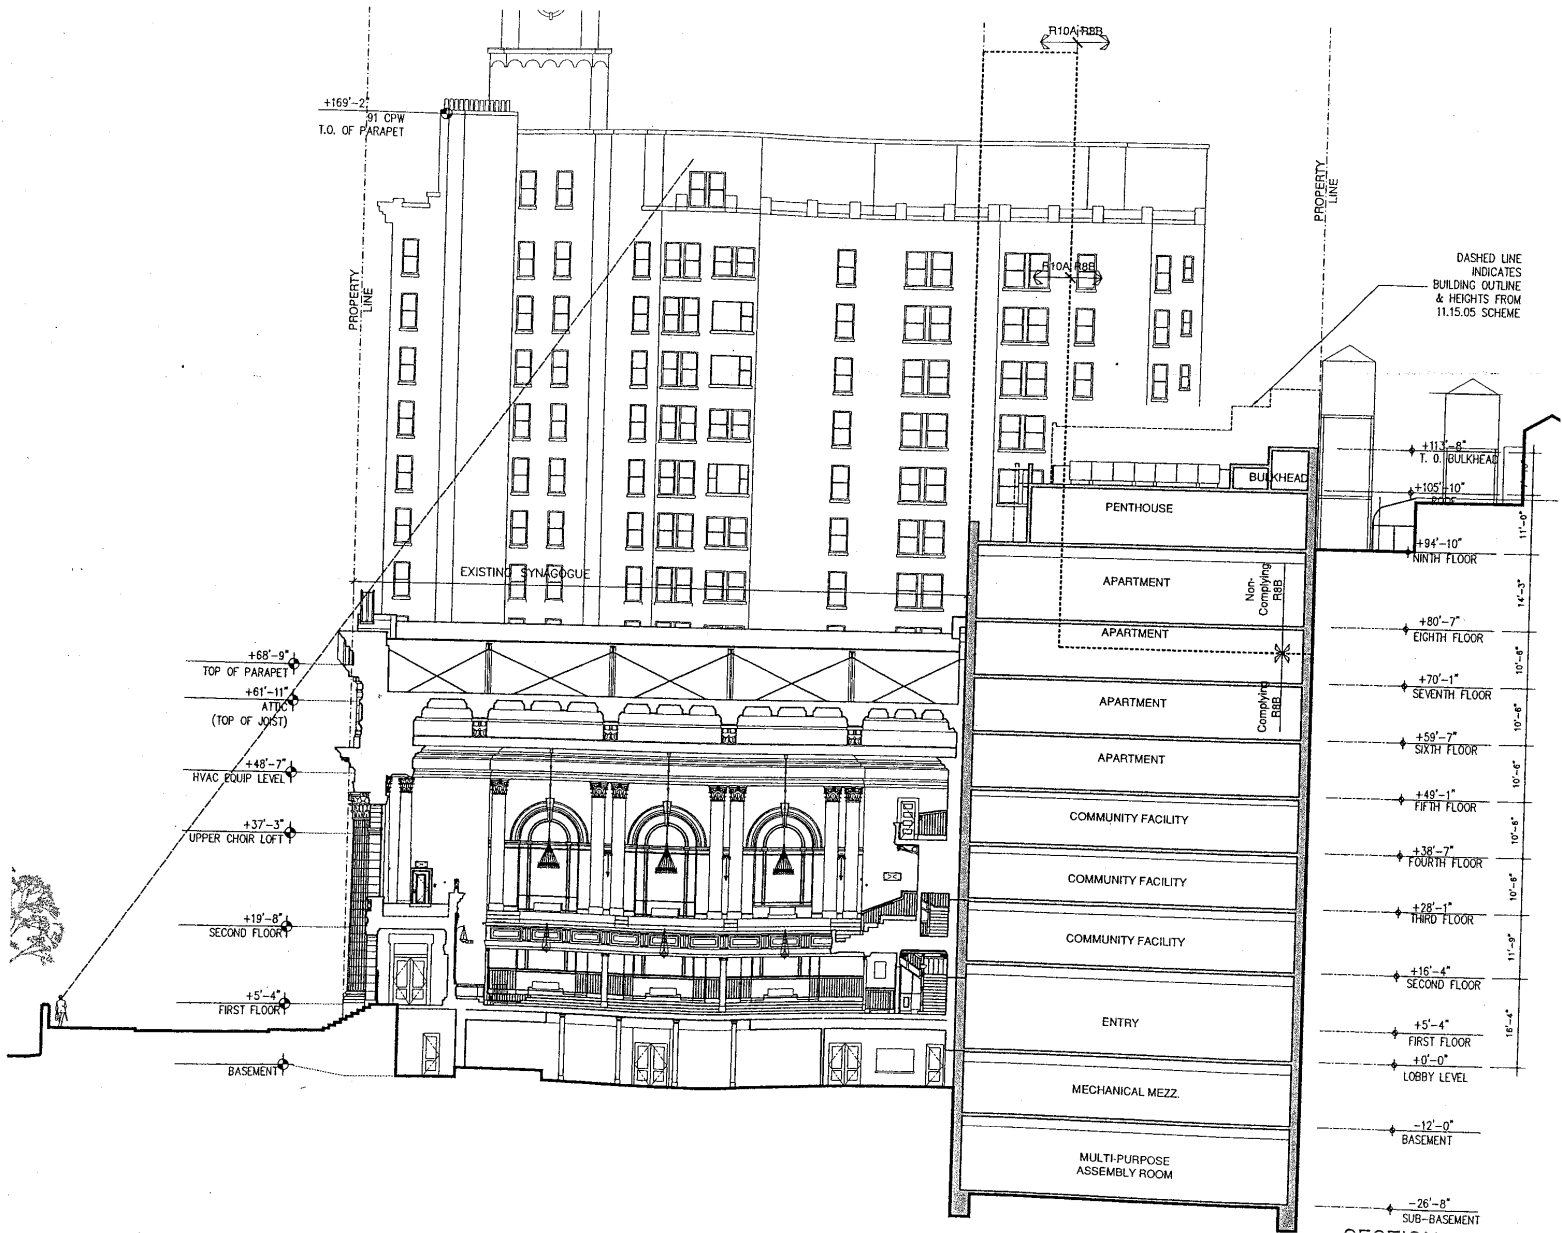 R10A R8B
+169'-2"
91 CPW
T.O. OF PARAPET
PROPERTY
LINE
PROPERTY
LINE
R10A R8B
DASHED LINE
INDICATES
BUILDING OUTLINE
& HEIGHTS FROM
11.15.05 SCHEME
+113'-8"
T. O. BULKHEAD
BULKHEAD
+105'-10"
ROOF
PENTHOUSE
11'-0"
+94'-10"
NINTH FLOOR
EXISTING SYNAGOGUE
APARTMENT
Non-
Complying
R8B
14'-3"
+80'-7"
EIGHTH FLOOR
APARTMENT
+68'-9"
TOP OF PARAPET
10'-6"
+70'-1"
SEVENTH FLOOR
+61'-11"
ATTIC
(TOP OF JOIST)
APARTMENT
Complying
R8B
10'-6"
+59'-7"
SIXTH FLOOR
APARTMENT
+48'-7"
HVAC EQUIP LEVEL
10'-6"
+49'-1"
FIFTH FLOOR
COMMUNITY FACILITY
+37'-3"
UPPER CHOIR LOFT
10'-6"
+38'-7"
FOURTH FLOOR
COMMUNITY FACILITY
10'-6"
+28'-1"
THIRD FLOOR
+19'-8"
SECOND FLOOR
COMMUNITY FACILITY
11'-9"
+16'-4"
SECOND FLOOR
+5'-4"
FIRST FLOOR
ENTRY
16'-4"
+5'-4"
FIRST FLOOR
BASEMENT
+0'-0"
LOBBY LEVEL
MECHANICAL MEZZ.
-12'-0"
BASEMENT
MULTI-PURPOSE
ASSEMBLY ROOM
-26'-8"
SUB-BASEMENT